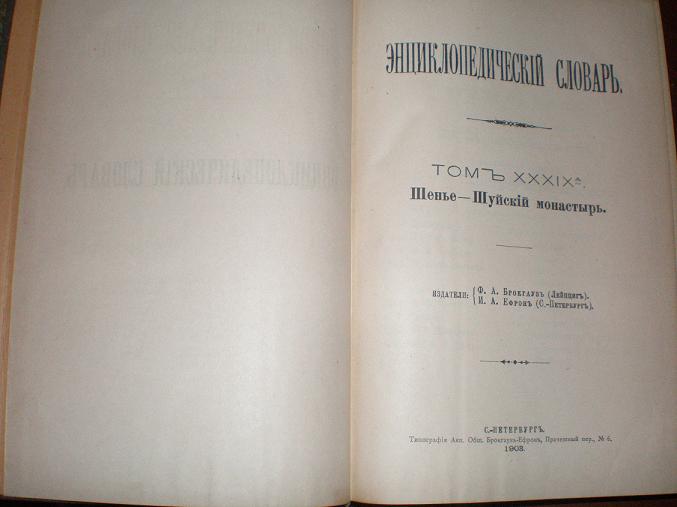 ЭНЦИКЛОПЕДИЧЕСКІЙ СЛОВАРЬ.
ТОМЪ XXXIXᴬ.
Шенье—Шуйскій монастырь.
ИЗДАТЕЛИ: { Ф. А. Брокгаузъ (Лейпцигъ).
И. А. Ефронъ (С.-Петербургъ).
С.-ПЕТЕРБУРГЪ.
Типографія Акц. Общ. Брокгаузъ-Ефронъ, Прачешный пер., № 6.
1903.